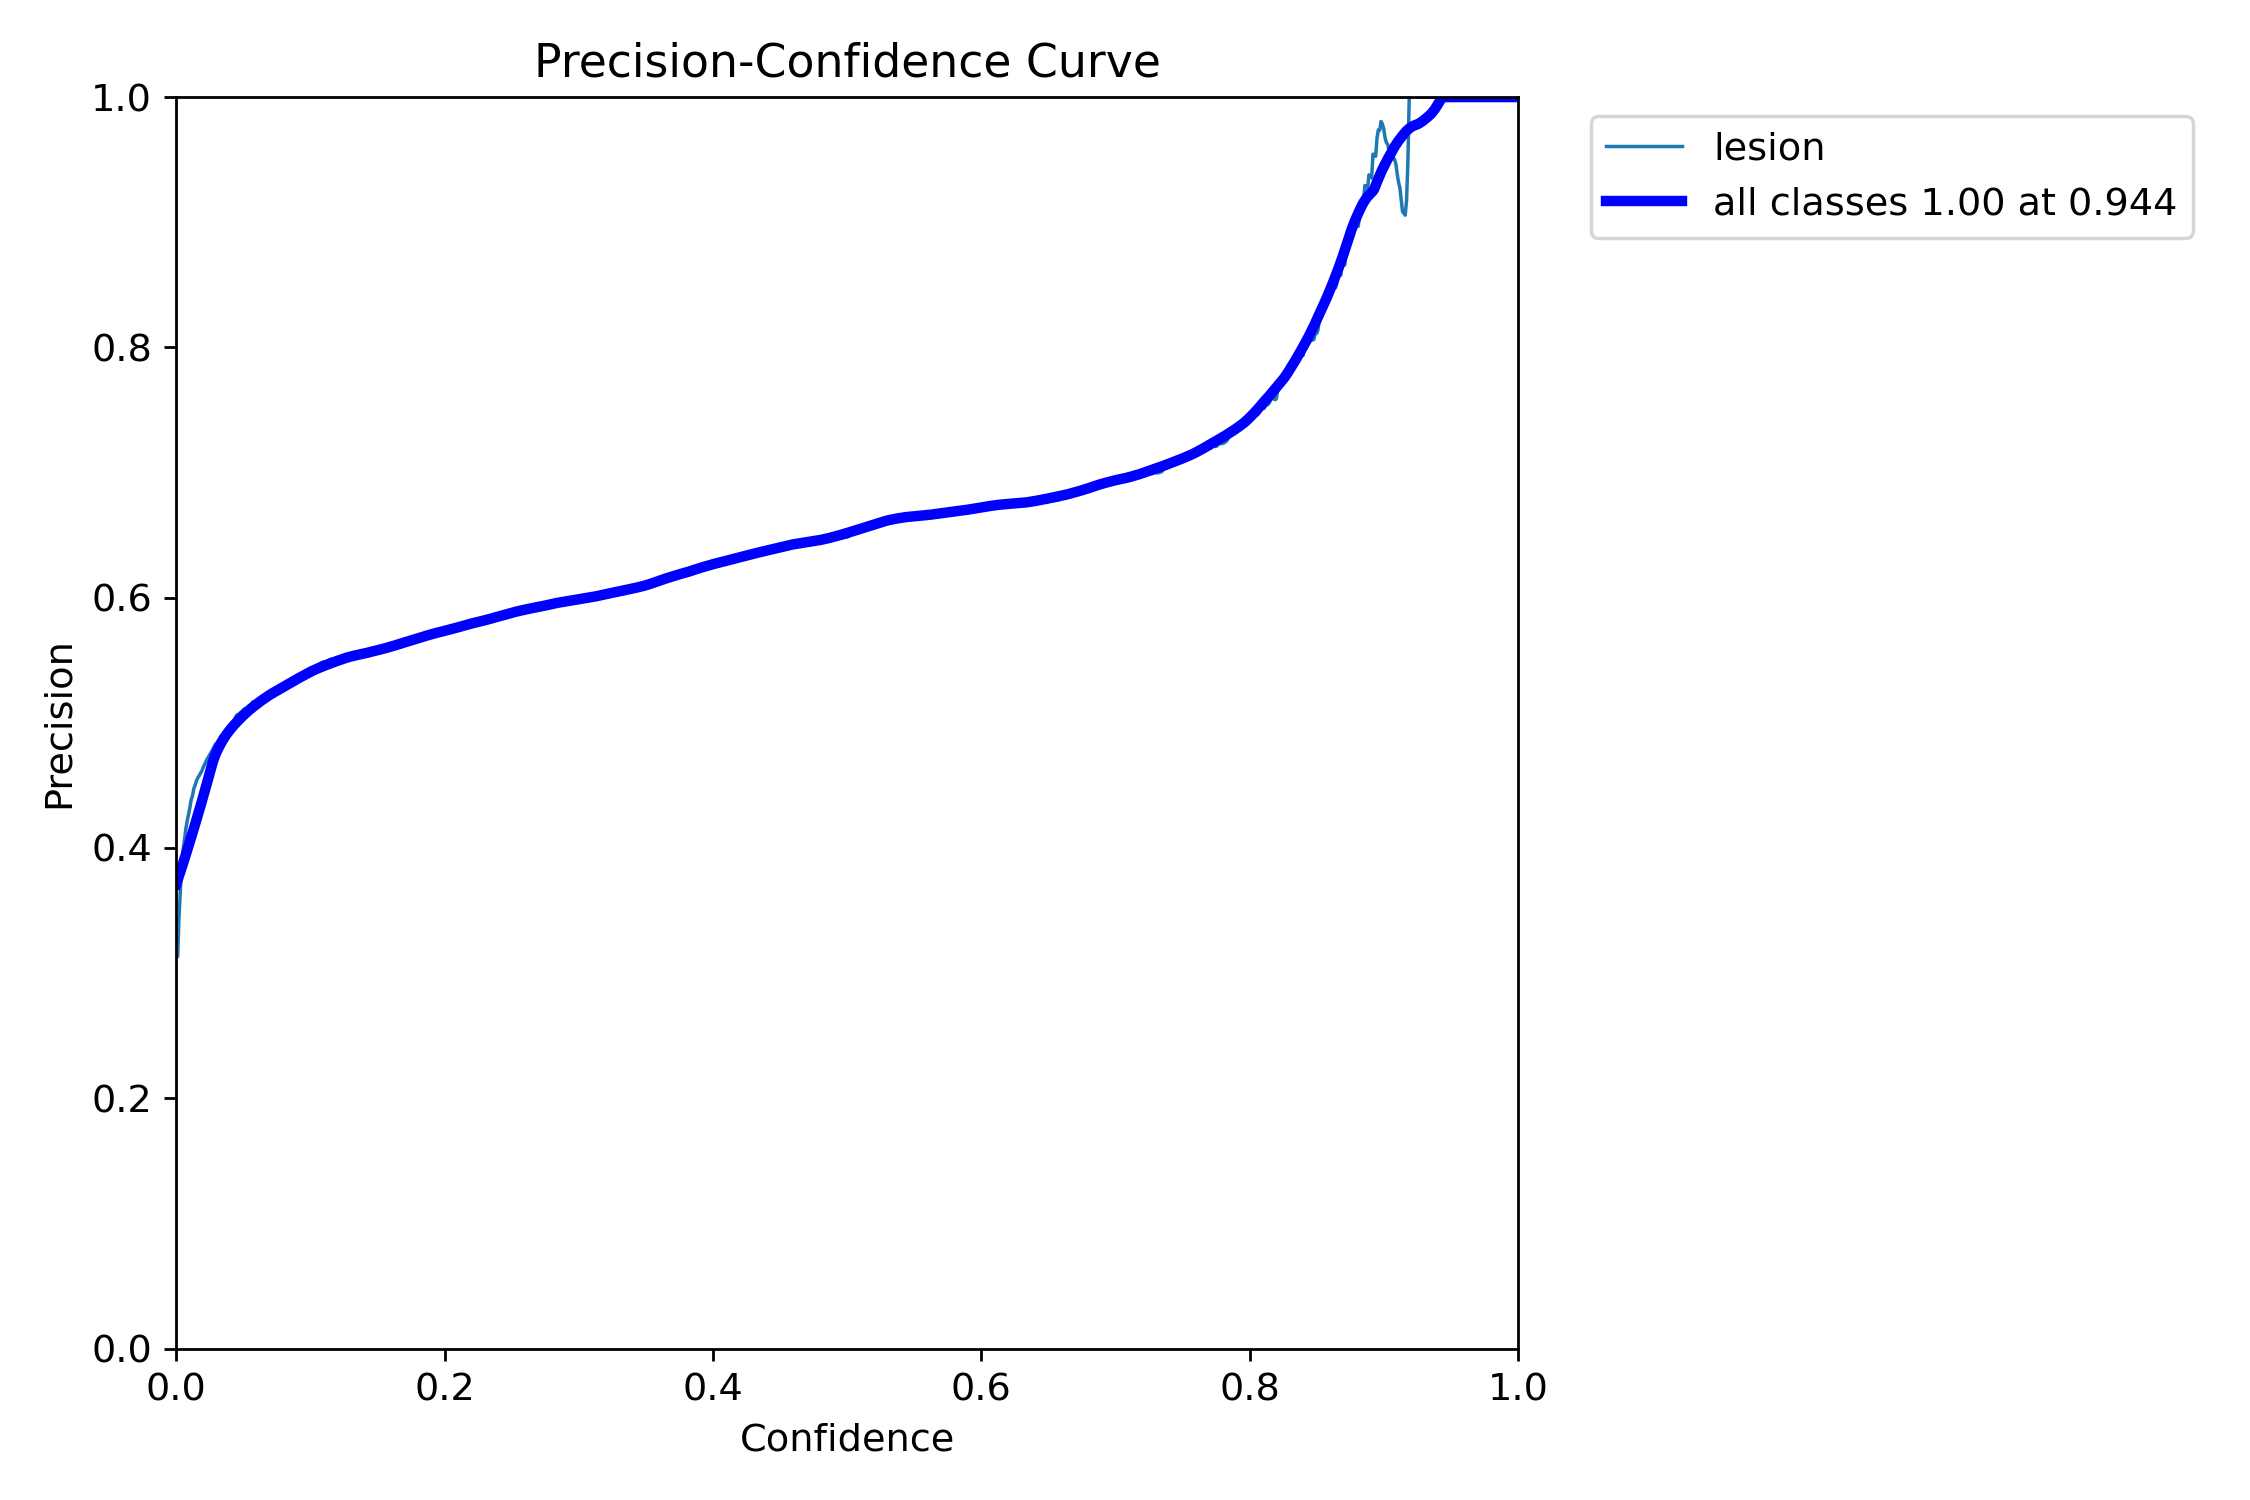 Precision-Confidence Curve
1.0
0.8
0.6
0.4
0.2
0.0
Precision
0.0 0.2 0.4 0.6 0.8 1.0
Confidence
lesion
all classes 1.00 at 0.944